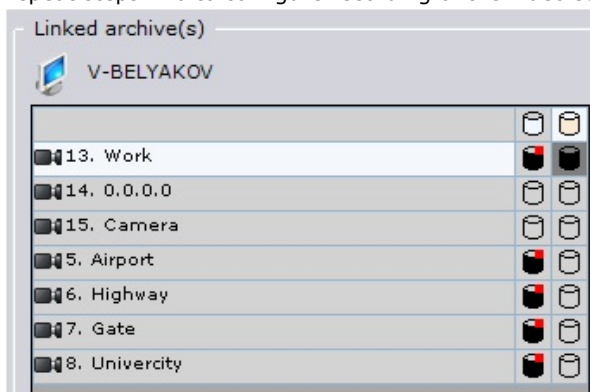 Linked archive(s)
V-BELYAKOV
13. Work
14. 0.0.0.0
15. Camera
5. Airport
6. Highway
7. Gate
8. Univercity